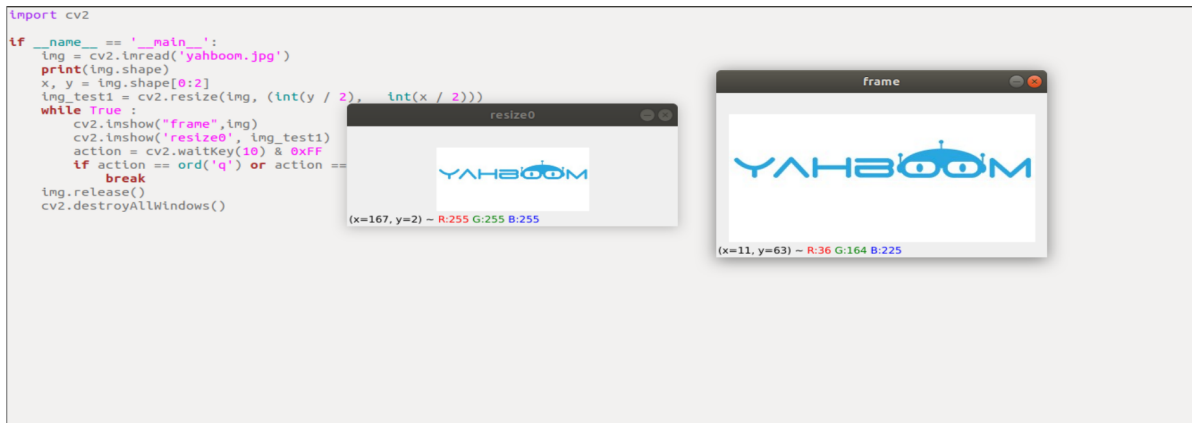 import cv2
if __name__ == '__main__':
    img = cv2.imread('yahboom.jpg')
    print(img.shape)
    x, y = img.shape[0:2]
    img_test1 = cv2.resize(img, (int(y / 2),   int(x / 2)))
    while True :
        cv2.imshow("frame",img)
        cv2.imshow('resize0', img_test1)
        action = cv2.waitKey(10) & 0xFF
        if action == ord('q') or action ==
            break
    img.release()
    cv2.destroyAllWindows()
resize0
YAHBOOM
(x=167, y=2) ~ R:255 G:255 B:255
frame
YAHBOOM
(x=11, y=63) ~ R:36 G:164 B:225